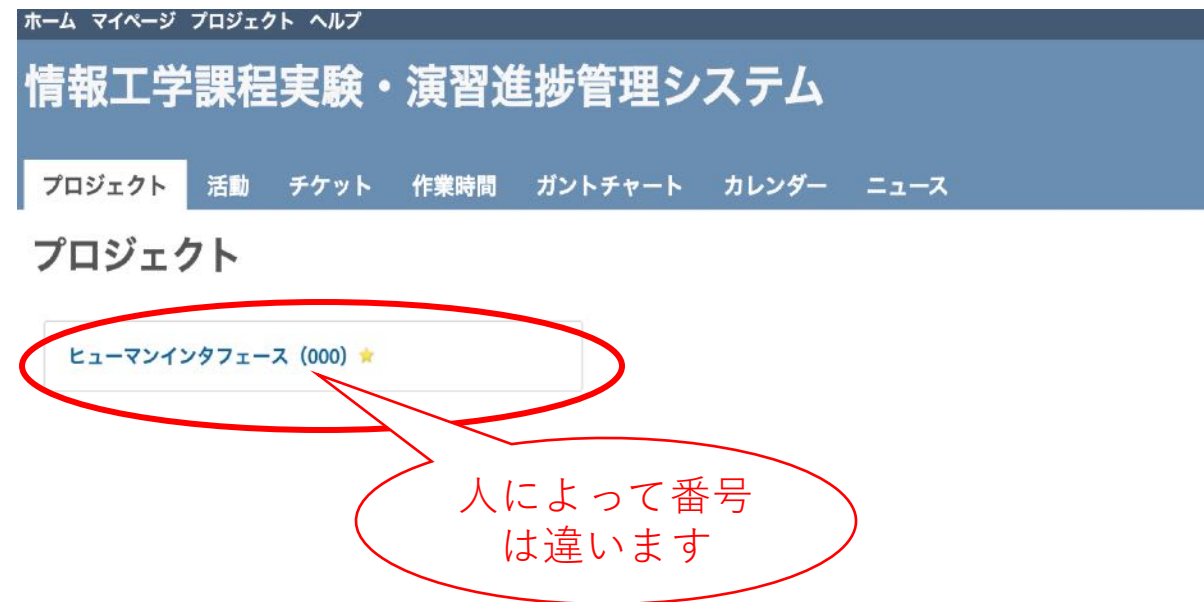 ホーム マイページ プロジェクト ヘルプ
情報工学課程実験・演習進捗管理システム
プロジェクト 活動 チケット 作業時間 ガントチャート カレンダー ニュース
プロジェクト
ヒューマンインタフェース（000）
人によって番号
は違います